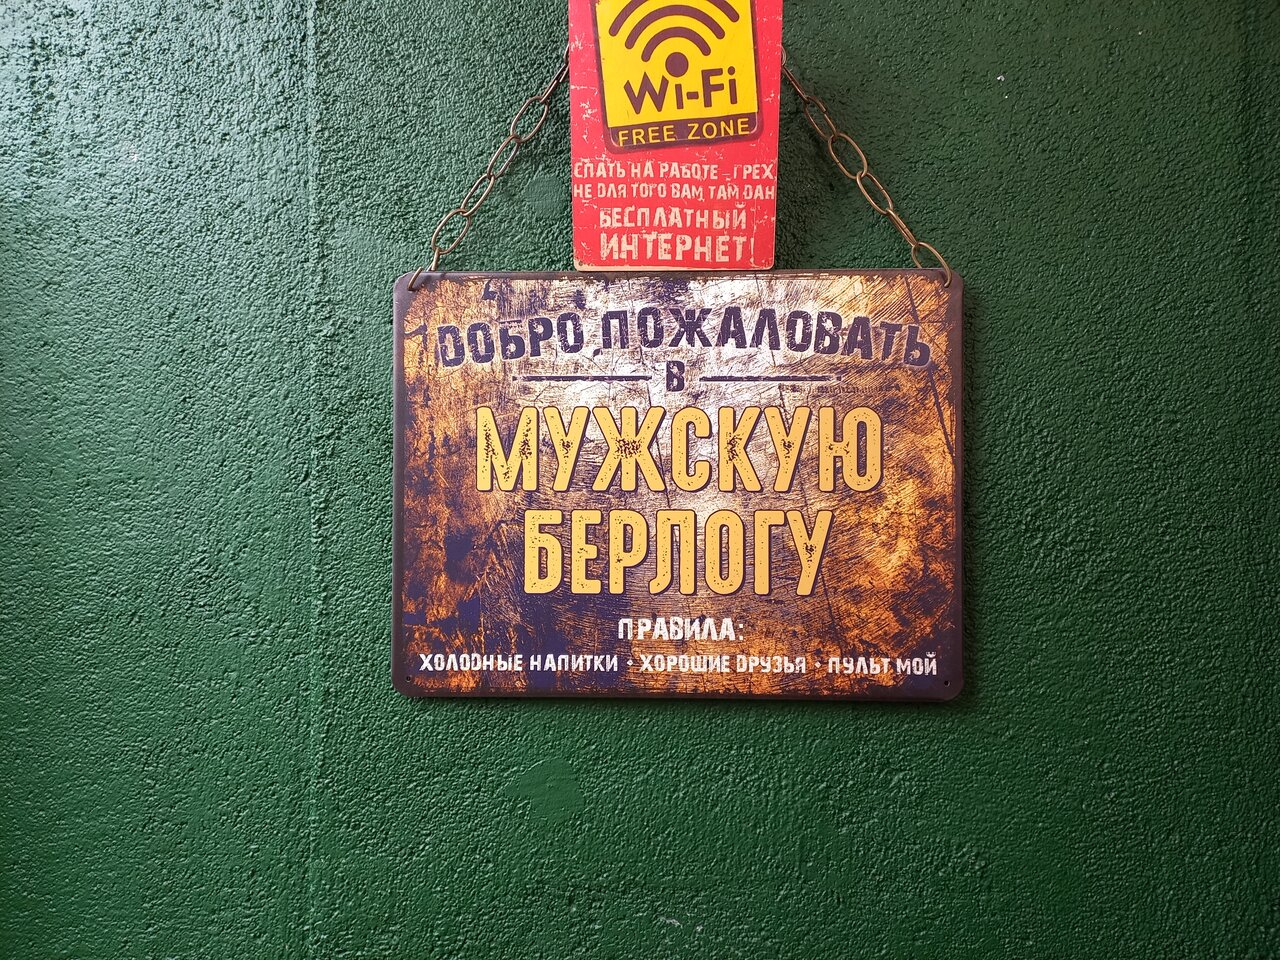 Wi-Fi
FREE ZONE
СПАТЬ НА РАБОТЕ - ГРЕХ,
НЕ ДЛЯ ТОГО ВАМ ТАМ ДАН
БЕСПЛАТНЫЙ
ИНТЕРНЕТ!
ДОБРО ПОЖАЛОВАТЬ
В
МУЖСКУЮ
БЕРЛОГУ
ПРАВИЛА:
ХОЛОДНЫЕ НАПИТКИ • ХОРОШИЕ ДРУЗЬЯ • ПУЛЬТ МОЙ